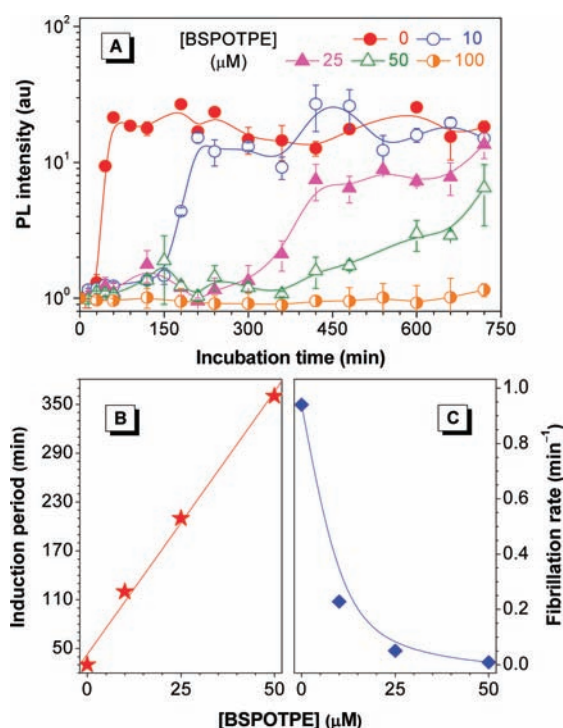 A
[BSPOTPE] (μM)
0 10
25 50 100
PL intensity (au)
10²
10¹
10⁰
0 150 300 450 600 750
Incubation time (min)
B
Induction period (min)
350
290
230
170
110
50
0 25 50
C
Fibrillation rate (min⁻¹)
1.0
0.8
0.6
0.4
0.2
0.0
0 25 50
[BSPOTPE] (μM)